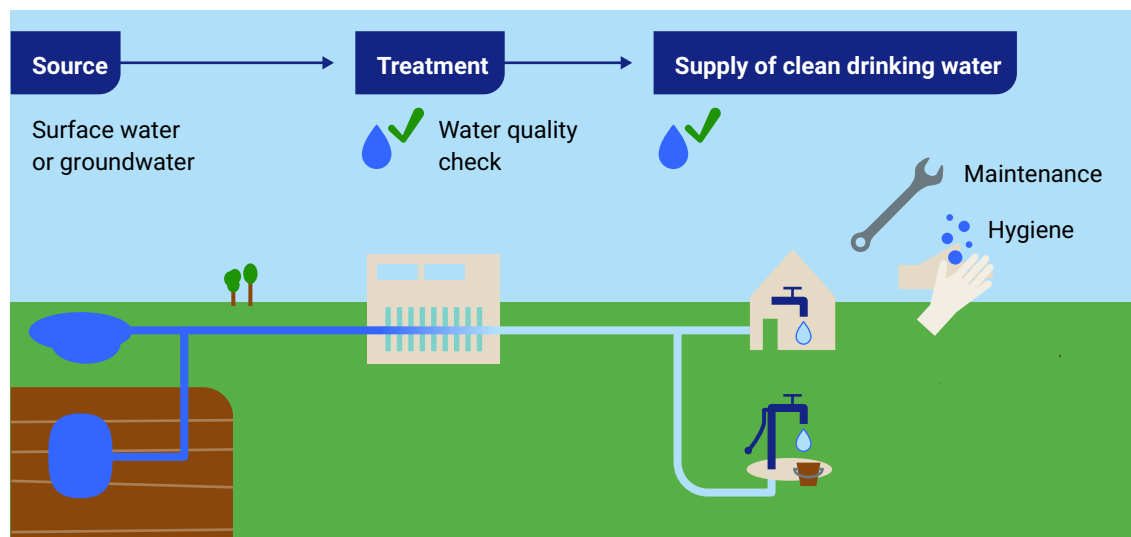 Source
Treatment
Supply of clean drinking water
Surface water
or groundwater
Water quality
check
Maintenance
Hygiene